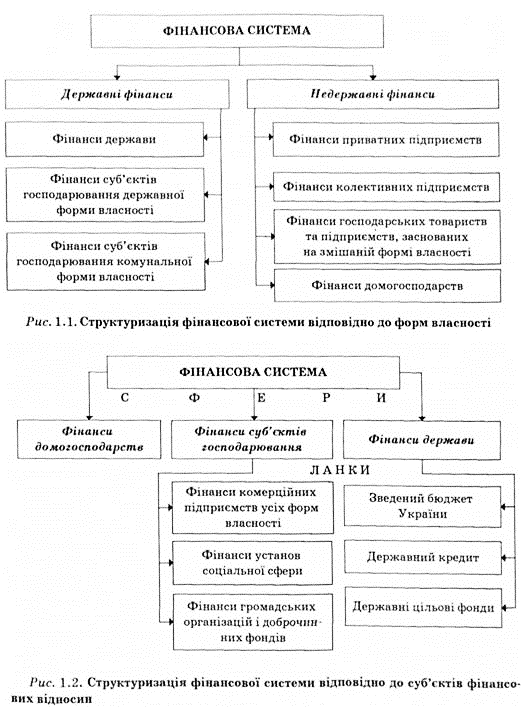 ФІНАНСОВА СИСТЕМА
Державні фінанси
Недержавні фінанси
Фінанси держави
Фінанси суб’єктів
господарювання державної
форми власності
Фінанси суб’єктів
господарювання комунальної
форми власності
Фінанси приватних підприємств
Фінанси колективних підприємств
Фінанси господарських товариств
та підприємств, заснованих
на змішаній формі власності
Фінанси домогосподарств
Рис. 1.1. Структуризація фінансової системи відповідно до форм власності
ФІНАНСОВА СИСТЕМА
С Ф Е Р И
Фінанси
домогосподарств
Фінанси суб’єктів
господарювання
Фінанси держави
ЛАНКИ
Фінанси комерційних
підприємств усіх форм
власності
Фінанси установ
соціальної сфери
Фінанси громадських
організацій і доброчин-
них фондів
Зведений бюджет
України
Державний кредит
Державні цільові фонди
Рис. 1.2. Структуризація фінансової системи відповідно до суб’єктів фінансо-
вих відносин